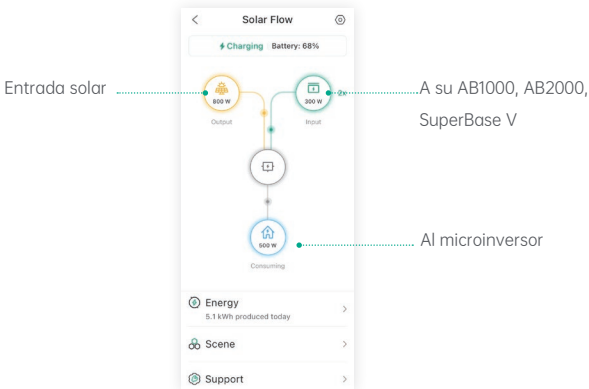 Solar Flow
Charging Battery: 68%
Entrada solar
800 W
300 W
2x
A su AB1000, AB2000,
SuperBase V
Output
Input
500 W
Al microinversor
Consuming
Energy
5.1 kWh produced today
Scene
Support